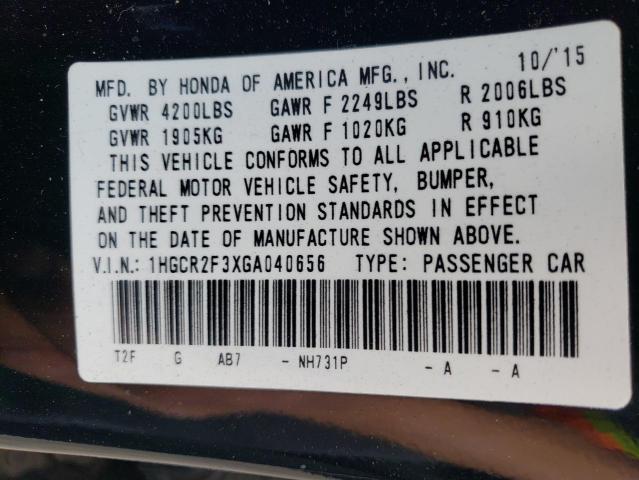 MFD. BY HONDA OF AMERICA MFG., INC. 10/'15
GVWR 4200LBS GAWR F 2249LBS R 2006LBS
GVWR 1905KG GAWR F 1020KG R 910KG
THIS VEHICLE CONFORMS TO ALL APPLICABLE
FEDERAL MOTOR VEHICLE SAFETY, BUMPER,
AND THEFT PREVENTION STANDARDS IN EFFECT
ON THE DATE OF MANUFACTURE SHOWN ABOVE.
V.I.N.: 1HGCR2F3XGA040656 TYPE: PASSENGER CAR
T2F G AB7 - NH731P - A - A